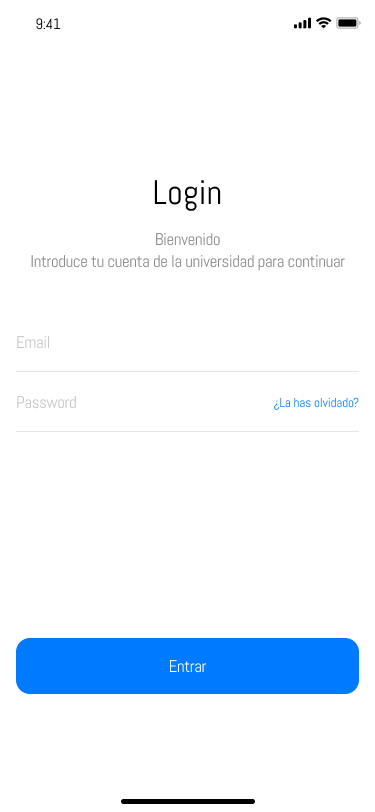 9:41
Login
Bienvenido
Introduce tu cuenta de la universidad para continuar
Email
Password ¿La has olvidado?
Entrar